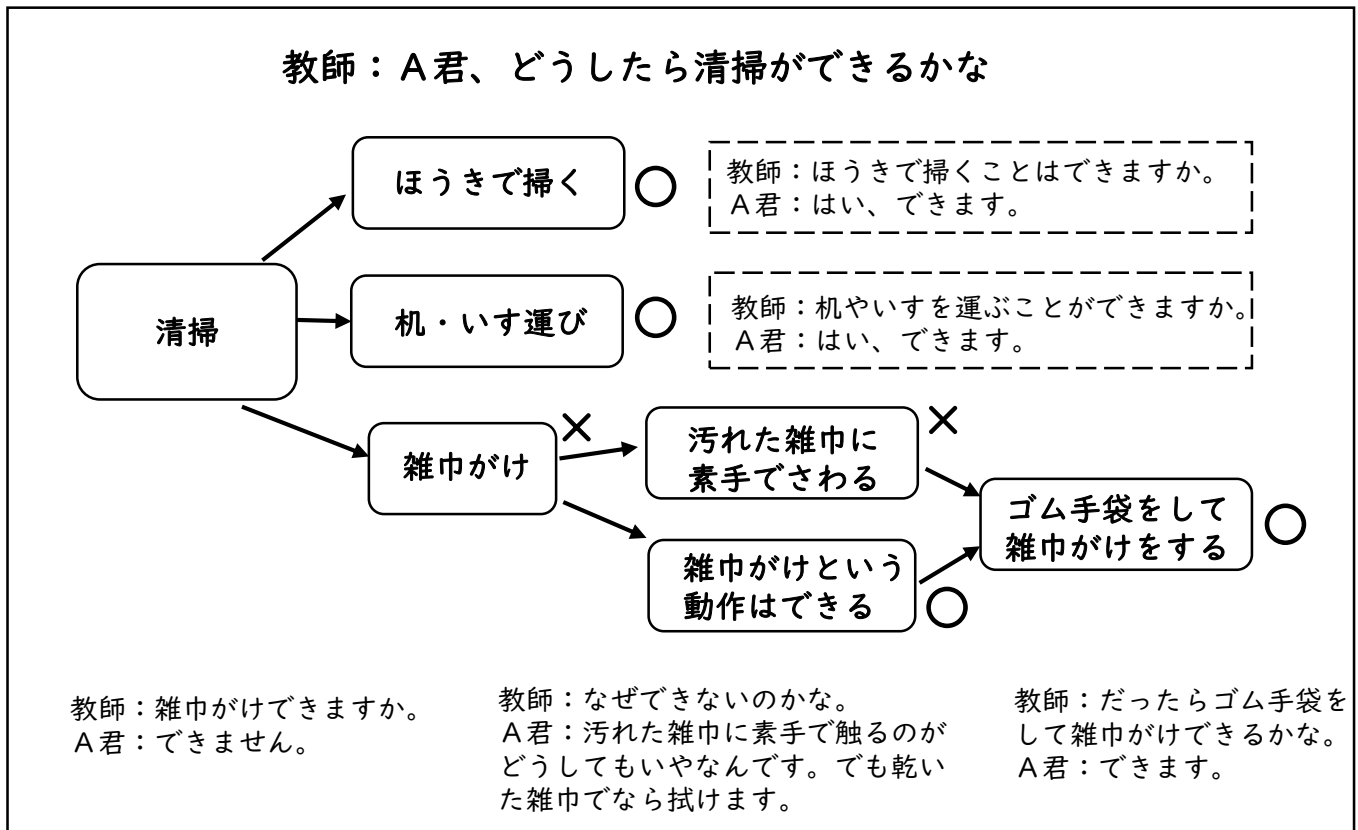 教師：A君、どうしたら清掃ができるかな
ほうきで掃く
○
教師：ほうきで掃くことはできますか。
A君：はい、できます。
清掃
机・いす運び
○
教師：机やいすを運ぶことができますか。
A君：はい、できます。
雑巾がけ
×
汚れた雑巾に
素手でさわる
×
雑巾がけという
動作はできる
○
ゴム手袋をして
雑巾がけをする
○
教師：雑巾がけできますか。
A君：できません。
教師：なぜできないのかな。
A君：汚れた雑巾に素手で触るのが
どうしてもいやなんです。でも乾い
た雑巾でなら拭けます。
教師：だったらゴム手袋を
して雑巾がけできるかな。
A君：できます。